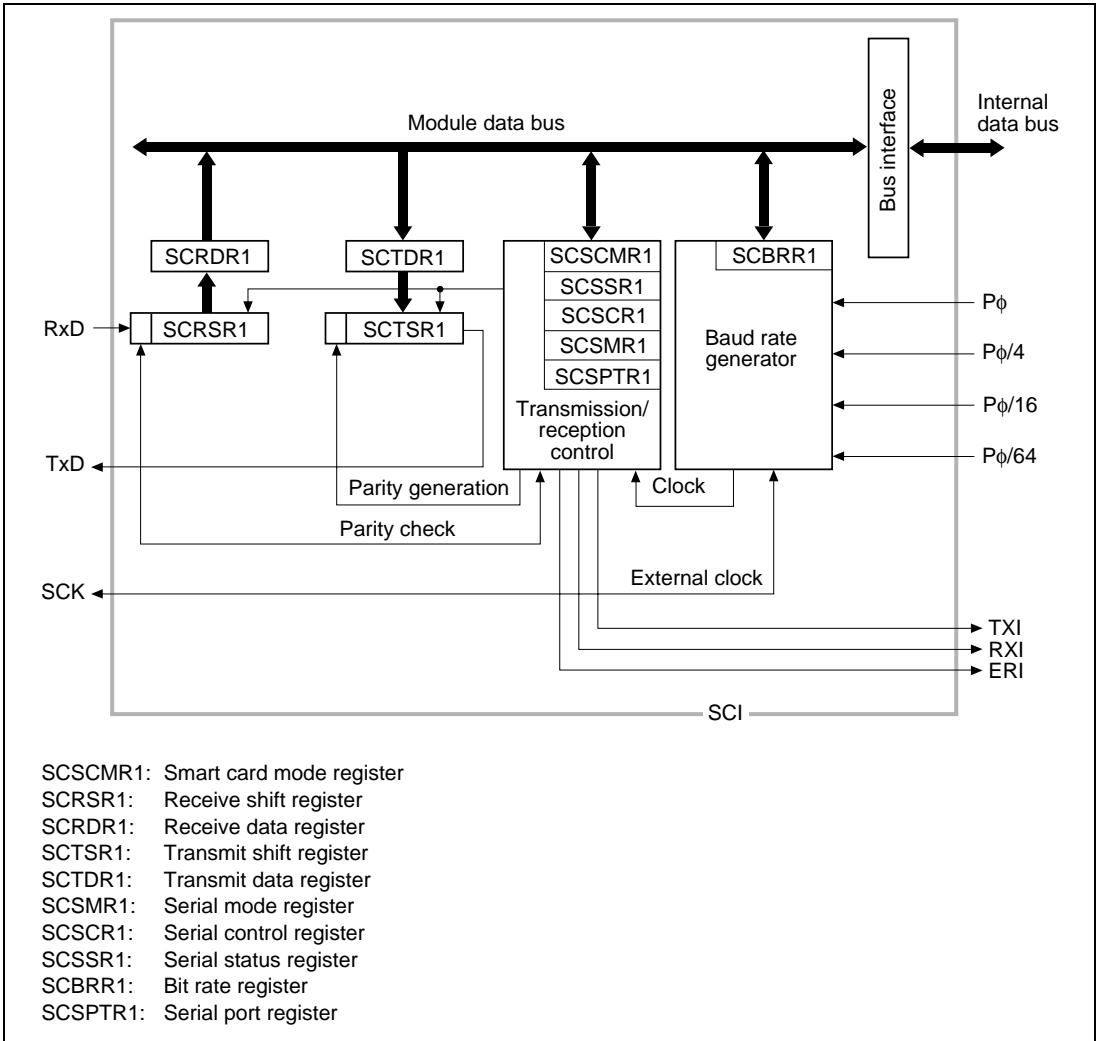 Module data bus
Bus interface
Internal
data bus
SCRDR1
SCTDR1
SCSCMR1
SCBRR1
SCSSR1
SCRSR1
SCTSR1
SCSCR1
SCSMR1
SCSPTR1
Transmission/
reception
control
Baud rate
generator
RxD
Pϕ
Pϕ/4
Pϕ/16
Pϕ/64
TxD
Parity generation
Clock
Parity check
External clock
SCK
TXI
RXI
ERI
SCI
SCSCMR1: Smart card mode register
SCRSR1: Receive shift register
SCRDR1: Receive data register
SCTSR1: Transmit shift register
SCTDR1: Transmit data register
SCSMR1: Serial mode register
SCSCR1: Serial control register
SCSSR1: Serial status register
SCBRR1: Bit rate register
SCSPTR1: Serial port register